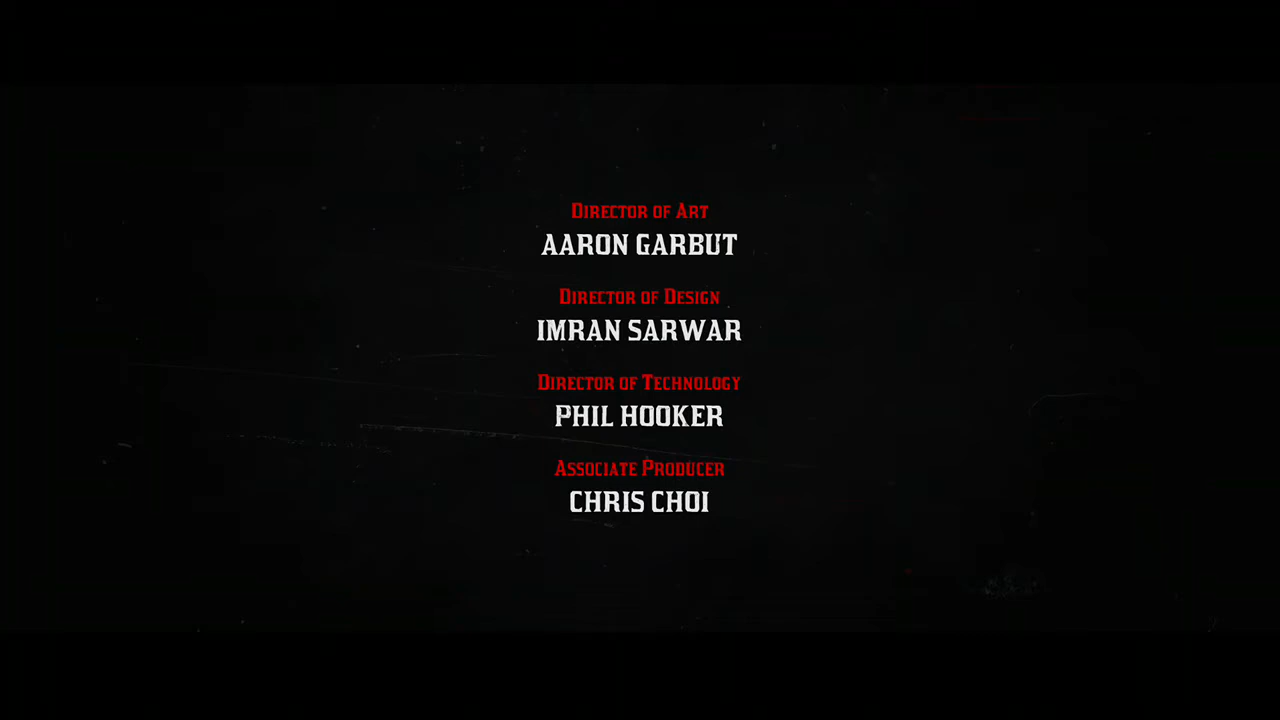 Director of Art
AARON GARBUT
Director of Design
IMRAN SARWAR
Director of Technology
PHIL HOOKER
Associate Producer
CHRIS CHOI